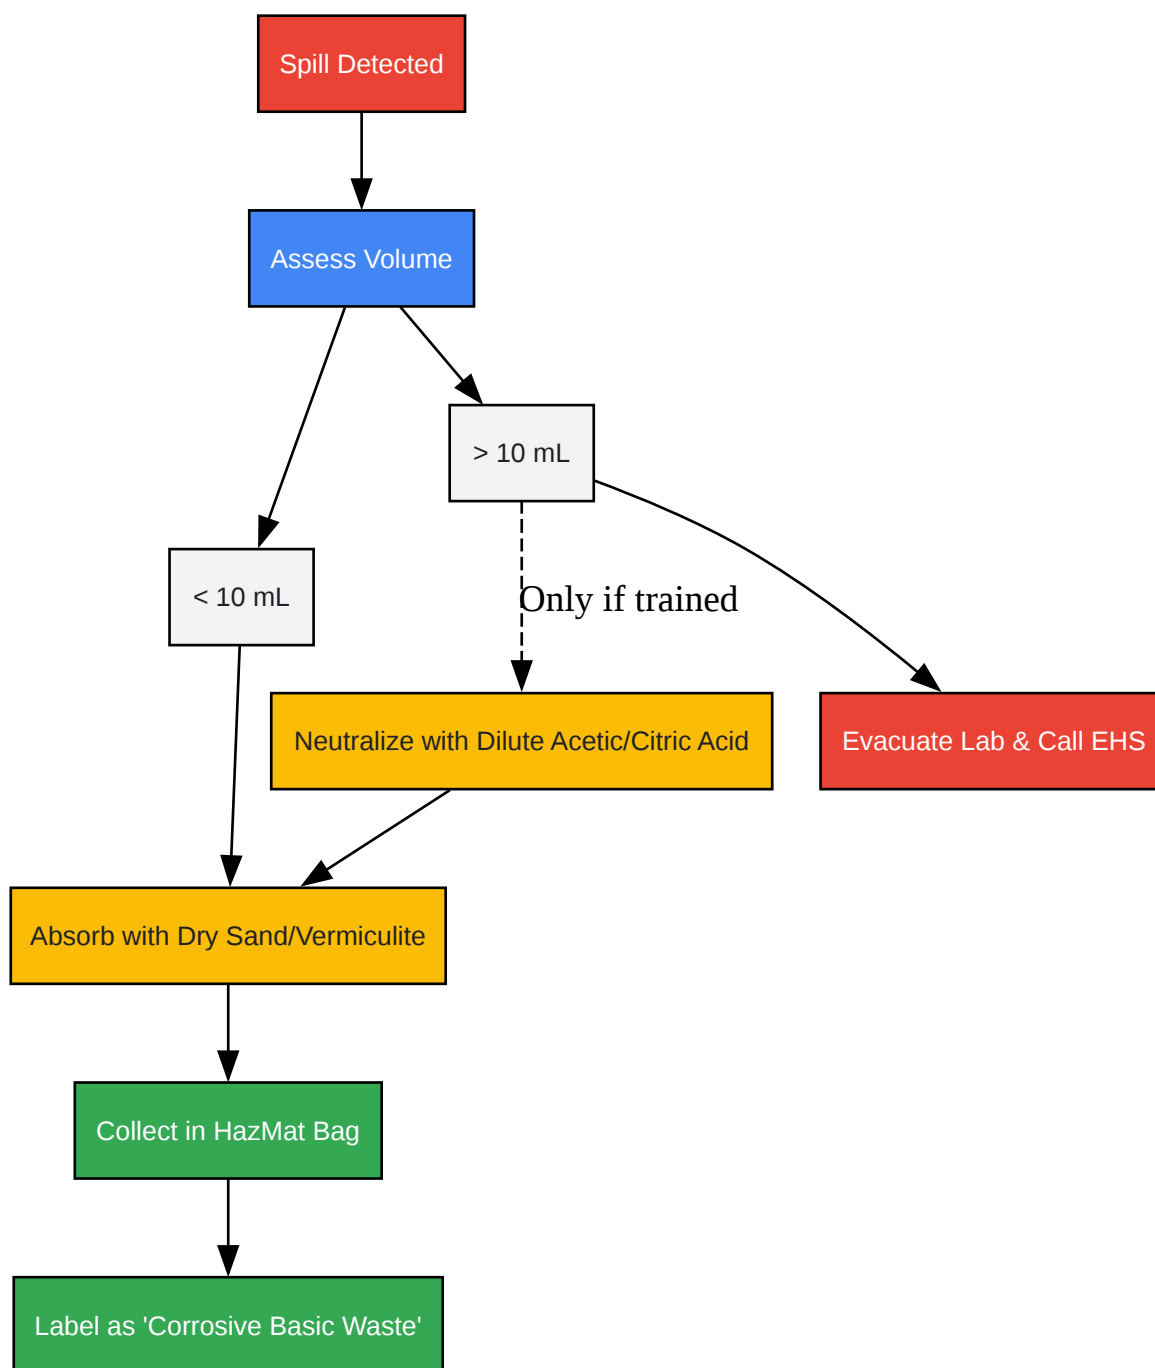 Spill Detected
Assess Volume
> 10 mL
< 10 mL
Only if trained
Neutralize with Dilute Acetic/Citric Acid
Evacuate Lab & Call EHS
Absorb with Dry Sand/Vermiculite
Collect in HazMat Bag
Label as 'Corrosive Basic Waste'